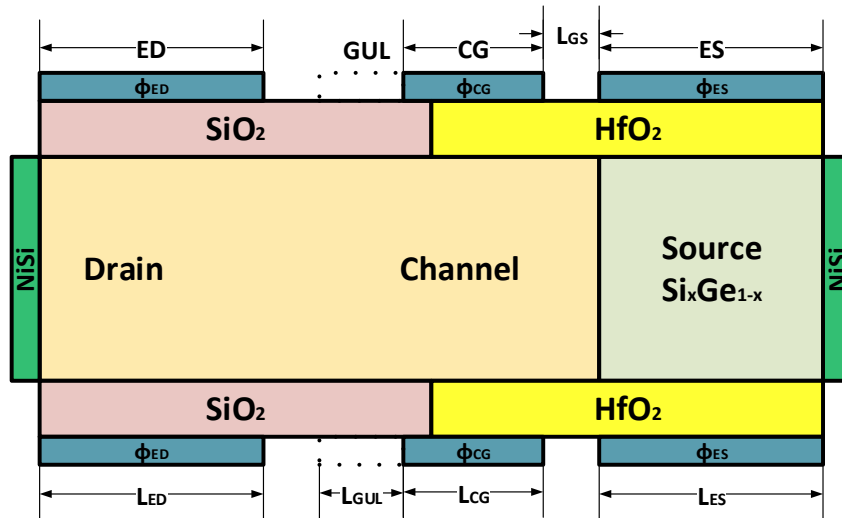 ED
GUL
CG
LGS
ES
ϕED
ϕCG
ϕES
SiO2
HfO2
NiSi
Drain
Channel
Source
SixGe1-x
NiSi
SiO2
HfO2
ϕED
ϕCG
ϕES
LED
LGUL
LCG
LES